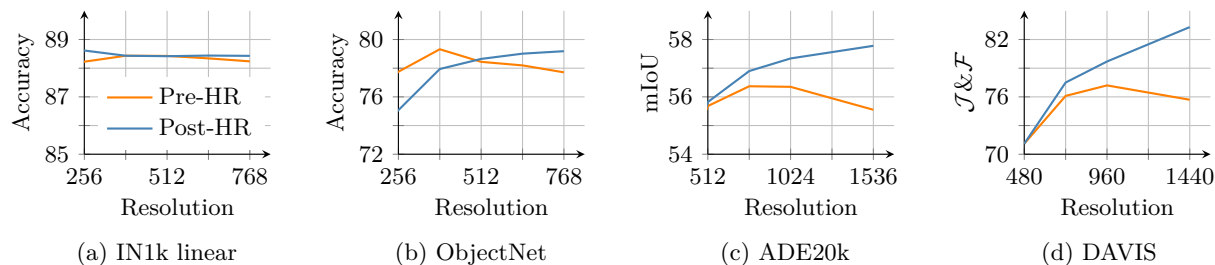 Accuracy
89
87
85
Pre-HR
Post-HR
256
512
768
Resolution
(a) IN1k linear
Accuracy
80
76
72
256
512
768
Resolution
(b) ObjectNet
mIoU
58
56
54
512
1024
1536
Resolution
(c) ADE20k
𝒥&ℱ
82
76
70
480
960
1440
Resolution
(d) DAVIS